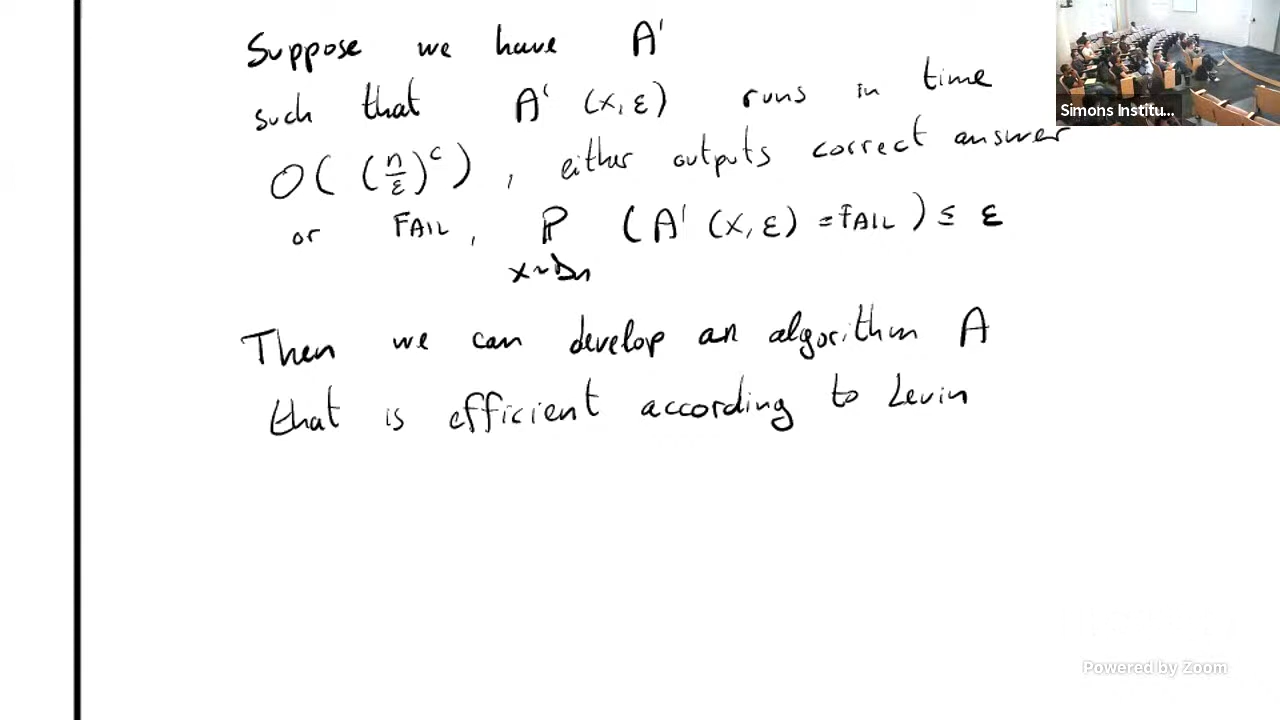 Suppose we have A'
such that A' (x, ε) runs in time
O( (n/ε)^c ) , either outputs correct answer
or FAIL , ℙ ( A' (x, ε) = FAIL ) ≤ ε
x~Dn
Then we can develop an algorithm A
that is efficient according to Levin
Simons Institu...
Powered by Zoom